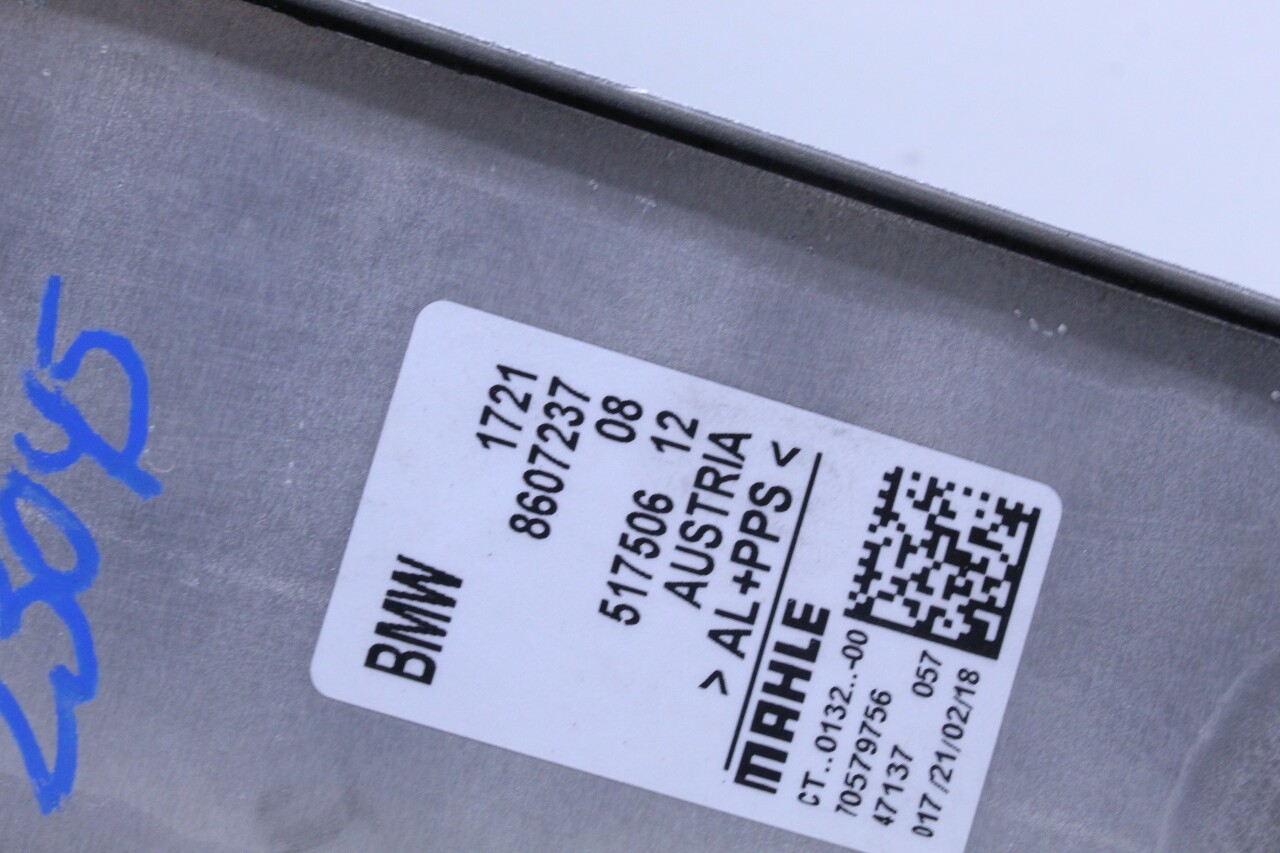 BMW 1721
8607237
08
517506 12
AUSTRIA
> AL+PPS <
MAHLE
CT..0132..-00
70579756
47137 057
017/21/02/18